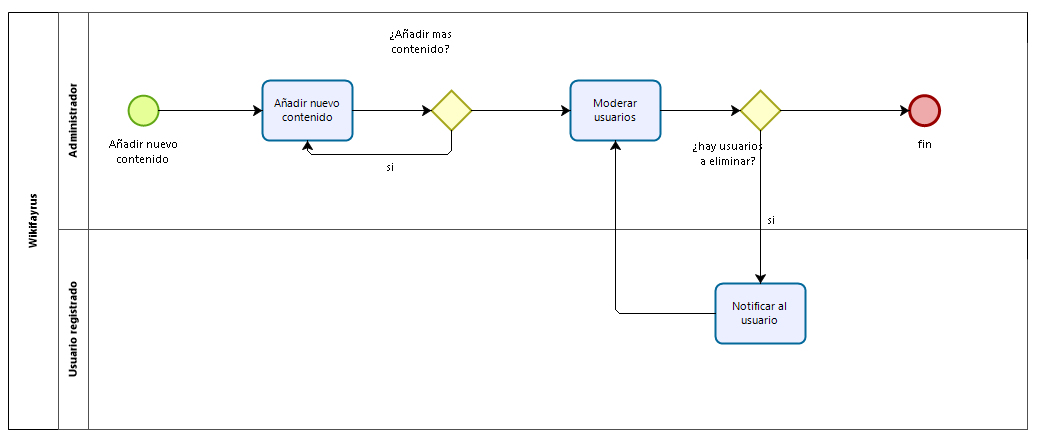 Wikifayrus
Administrador
Añadir nuevo
contenido
Añadir nuevo
contenido
¿Añadir mas
contenido?
si
Moderar
usuarios
¿hay usuarios
a eliminar?
si
fin
Usuario registrado
Notificar al
usuario